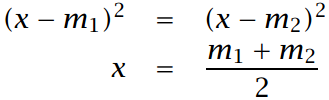 (x − m₁)² = (x − m₂)²
x = (m₁ + m₂)/2